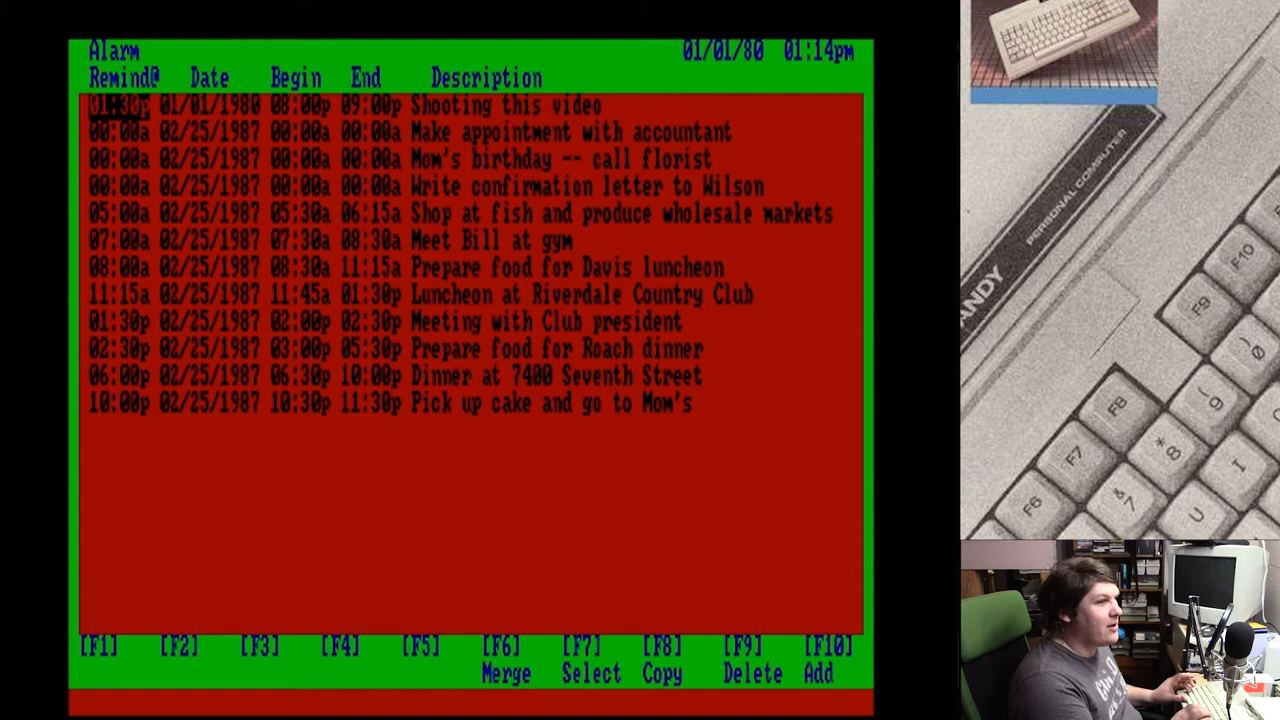 Alarm 01/01/80 01:14pm
Remind@ Date Begin End Description
01:30p 01/01/1980 08:00p 09:00p Shooting this video
00:00a 02/25/1987 00:00a 00:00a Make appointment with accountant
00:00a 02/25/1987 00:00a 00:00a Mom's birthday -- call florist
00:00a 02/25/1987 00:00a 00:00a Write confirmation letter to Wilson
05:00a 02/25/1987 05:30a 06:15a Shop at fish and produce wholesale markets
07:00a 02/25/1987 07:30a 08:30a Meet Bill at gym
08:00a 02/25/1987 08:30a 11:15a Prepare food for Davis luncheon
11:15a 02/25/1987 11:45a 01:30p Luncheon at Riverdale Country Club
01:30p 02/25/1987 02:00p 02:30p Meeting with Club president
02:30p 02/25/1987 03:00p 05:30p Prepare food for Roach dinner
06:00p 02/25/1987 06:30p 10:00p Dinner at 7400 Seventh Street
10:00p 02/25/1987 10:30p 11:30p Pick up cake and go to Mom's
[F1] [F2] [F3] [F4] [F5] [F6] [F7] [F8] [F9] [F10]
Merge Select Copy Delete Add
ANDY PERSONAL COMPUTER
F10
F9
F8
F7
F6
) 0
( 9
* 8
& 7
I
U